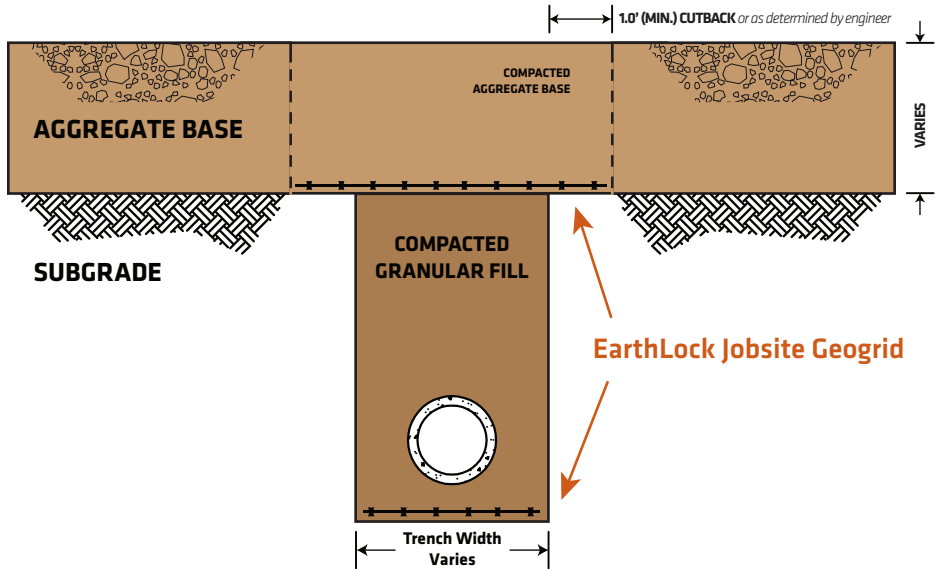 1.0' (MIN.) CUTBACK or as determined by engineer
COMPACTED
AGGREGATE BASE
AGGREGATE BASE
VARIES
COMPACTED
GRANULAR FILL
SUBGRADE
EarthLock Jobsite Geogrid
Trench Width
Varies